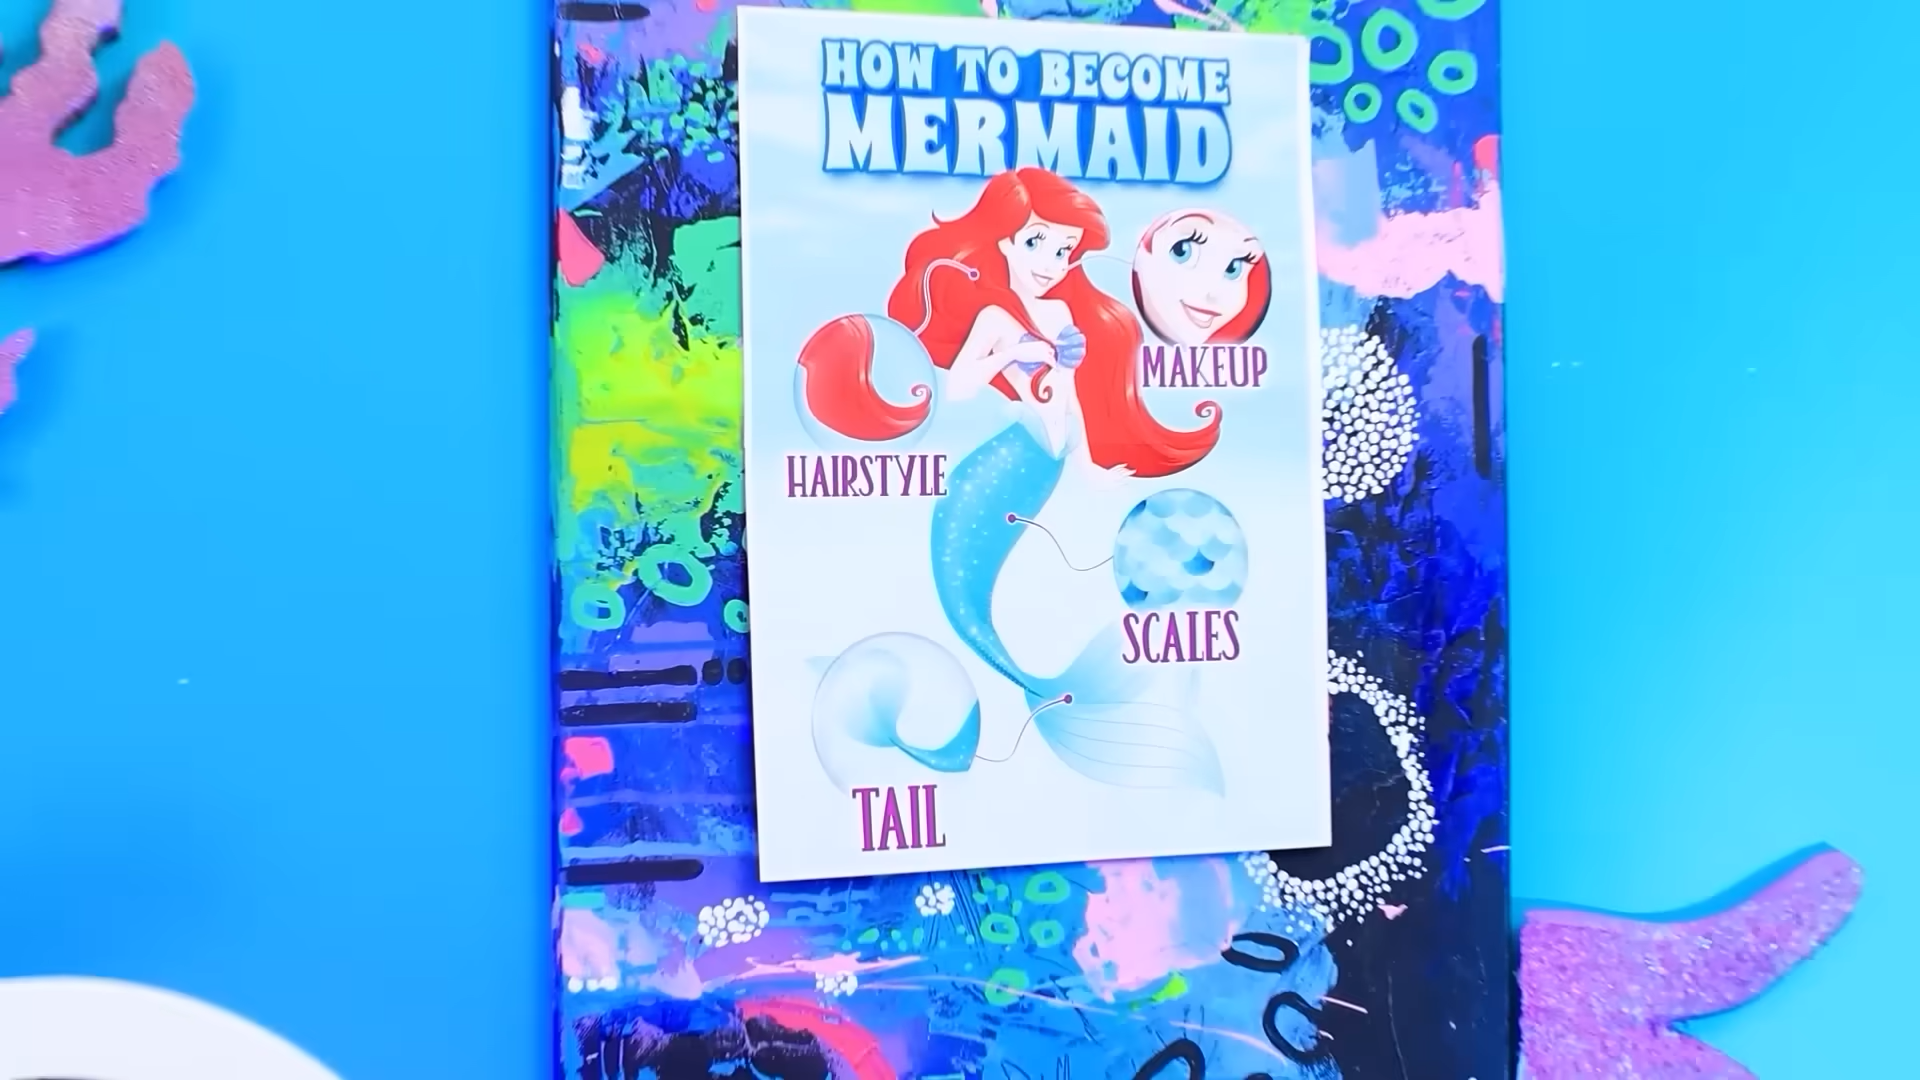 HOW TO BECOME
MERMAID
MAKEUP
HAIRSTYLE
SCALES
TAIL